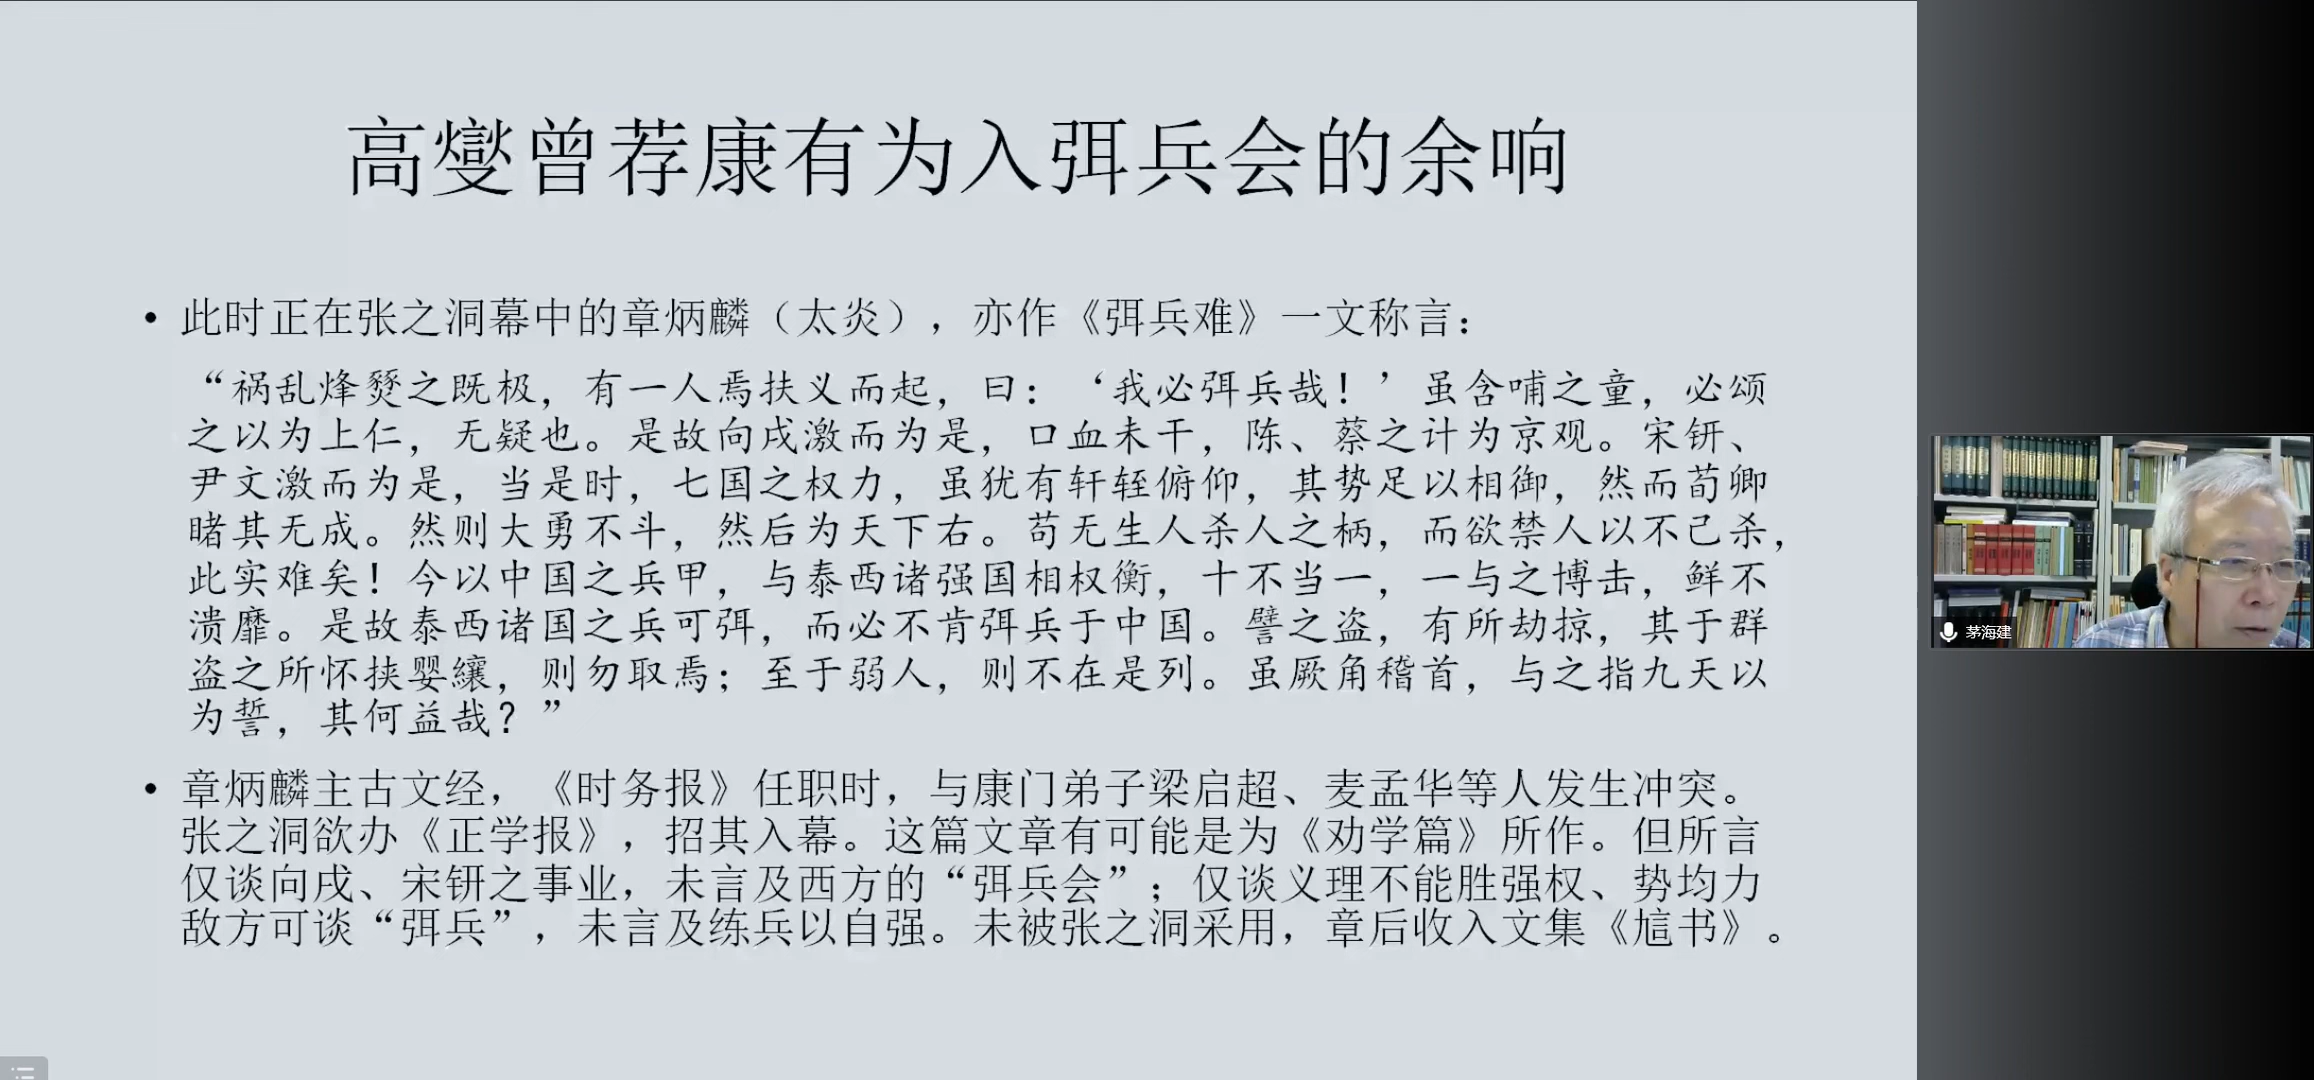 高燮曾荐康有为入弭兵会的余响
• 此时正在张之洞幕中的章炳麟（太炎），亦作《弭兵难》一文称言：
“祸乱烽燹之既极，有一人焉扶义而起，曰：‘我必弭兵哉！’虽含哺之童，必颂
之以为上仁，无疑也。是故向戌激而为是，口血未干，陈、蔡之计为京观。宋钘、
尹文激而为是，当是时，七国之权力，虽犹有轩轾俯仰，其势足以相御，然而荀卿
睹其无成。然则大勇不斗，然后为天下右。苟无生人杀人之柄，而欲禁人以不己杀，
此实难矣！今以中国之兵甲，与泰西诸强国相权衡，十不当一，一与之博击，鲜不
溃靡。是故泰西诸国之兵可弭，而必不肯弭兵于中国。譬之盗，有所劫掠，其于群
盗之所怀挟婴纕，则勿取焉；至于弱人，则不在是列。虽厥角稽首，与之指九天以
为誓，其何益哉？”
• 章炳麟主古文经，《时务报》任职时，与康门弟子梁启超、麦孟华等人发生冲突。
张之洞欲办《正学报》，招其入幕。这篇文章有可能是为《劝学篇》所作。但所言
仅谈向戌、宋钘之事业，未言及西方的“弭兵会”；仅谈义理不能胜强权、势均力
敌方可谈“弭兵”，未言及练兵以自强。未被张之洞采用，章后收入文集《訄书》。
茅海建